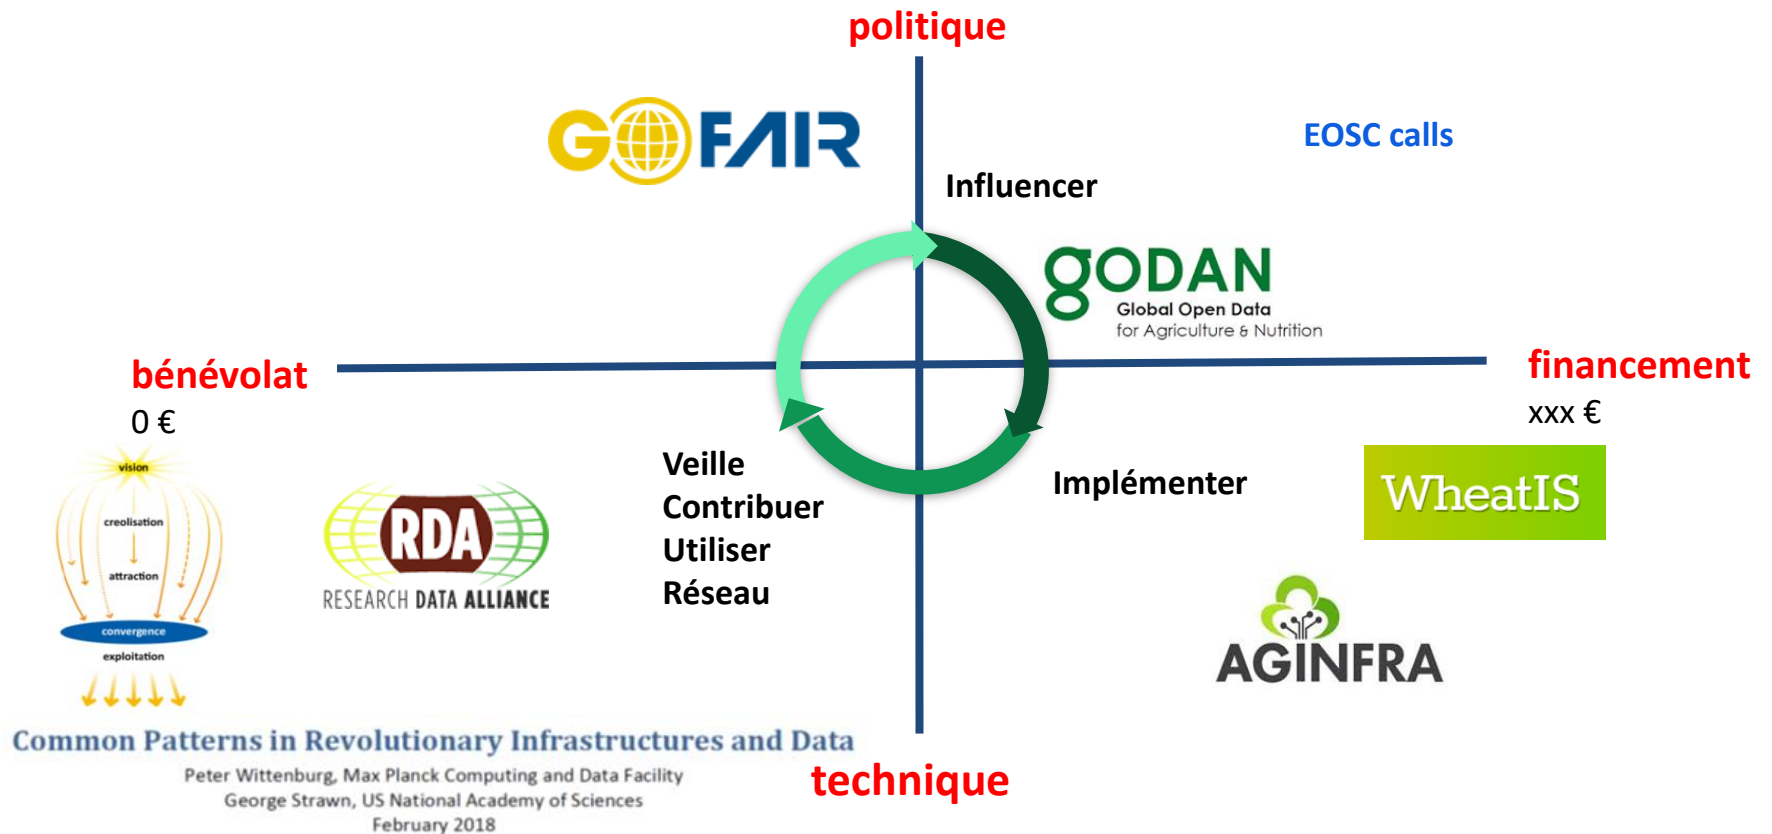 politique
GO FAIR
EOSC calls
Influencer
gODAN
Global Open Data
for Agriculture & Nutrition
bénévolat
0 €
financement
xxx €
vision
creolisation
attraction
convergence
exploitation
RDA
RESEARCH DATA ALLIANCE
Veille
Contribuer
Utiliser
Réseau
Implémenter
WheatIS
AGINFRA
Common Patterns in Revolutionary Infrastructures and Data
Peter Wittenburg, Max Planck Computing and Data Facility
George Strawn, US National Academy of Sciences
February 2018
technique